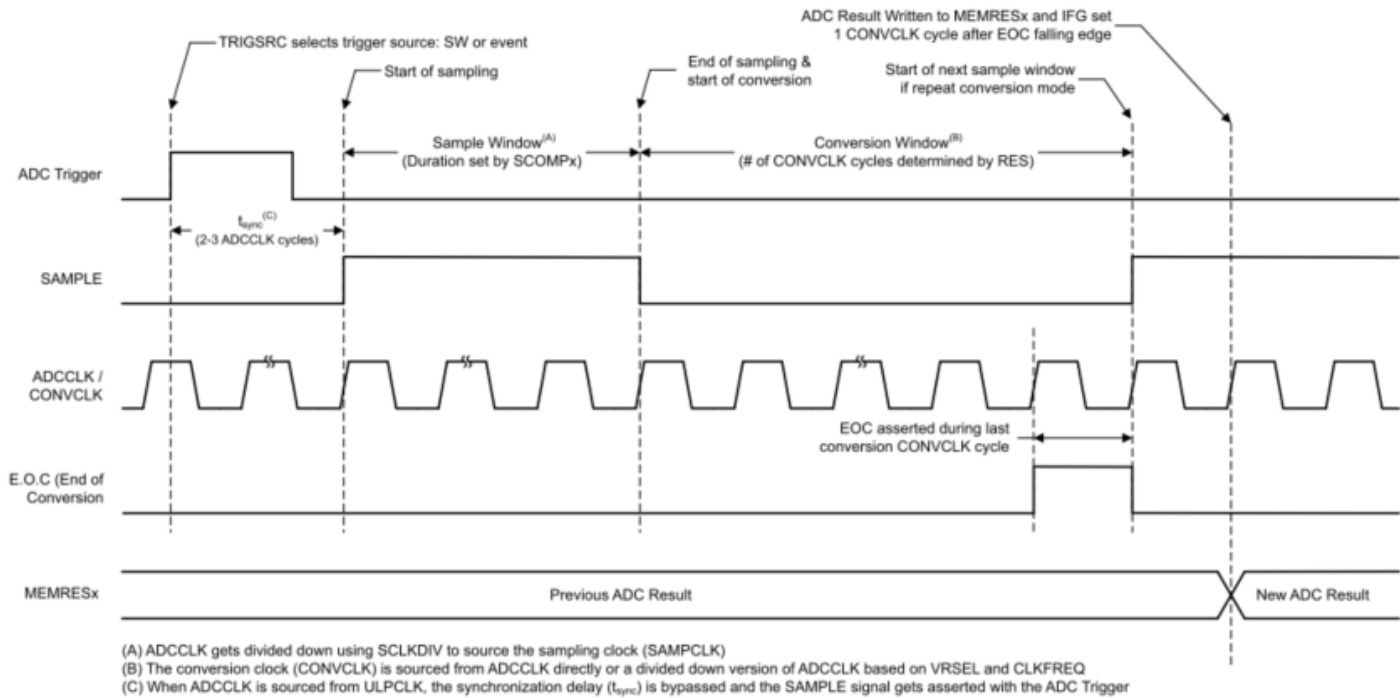 ADC Result Written to MEMRESx and IFG set
1 CONVCLK cycle after EOC falling edge
TRIGSRC selects trigger source: SW or event
Start of sampling
End of sampling &
start of conversion
Start of next sample window
if repeat conversion mode
Sample Window(A)
(Duration set by SCOMPx)
Conversion Window(B)
(# of CONVCLK cycles determined by RES)
ADC Trigger
tsync(C)
(2-3 ADCCLK cycles)
SAMPLE
ADCCLK /
CONVCLK
EOC asserted during last
conversion CONVCLK cycle
E.O.C (End of
Conversion
MEMRESx
Previous ADC Result
New ADC Result
(A) ADCCLK gets divided down using SCLKDIV to source the sampling clock (SAMPCLK)
(B) The conversion clock (CONVCLK) is sourced from ADCCLK directly or a divided down version of ADCCLK based on VRSEL and CLKFREQ
(C) When ADCCLK is sourced from ULPCLK, the synchronization delay (tsync) is bypassed and the SAMPLE signal gets asserted with the ADC Trigger